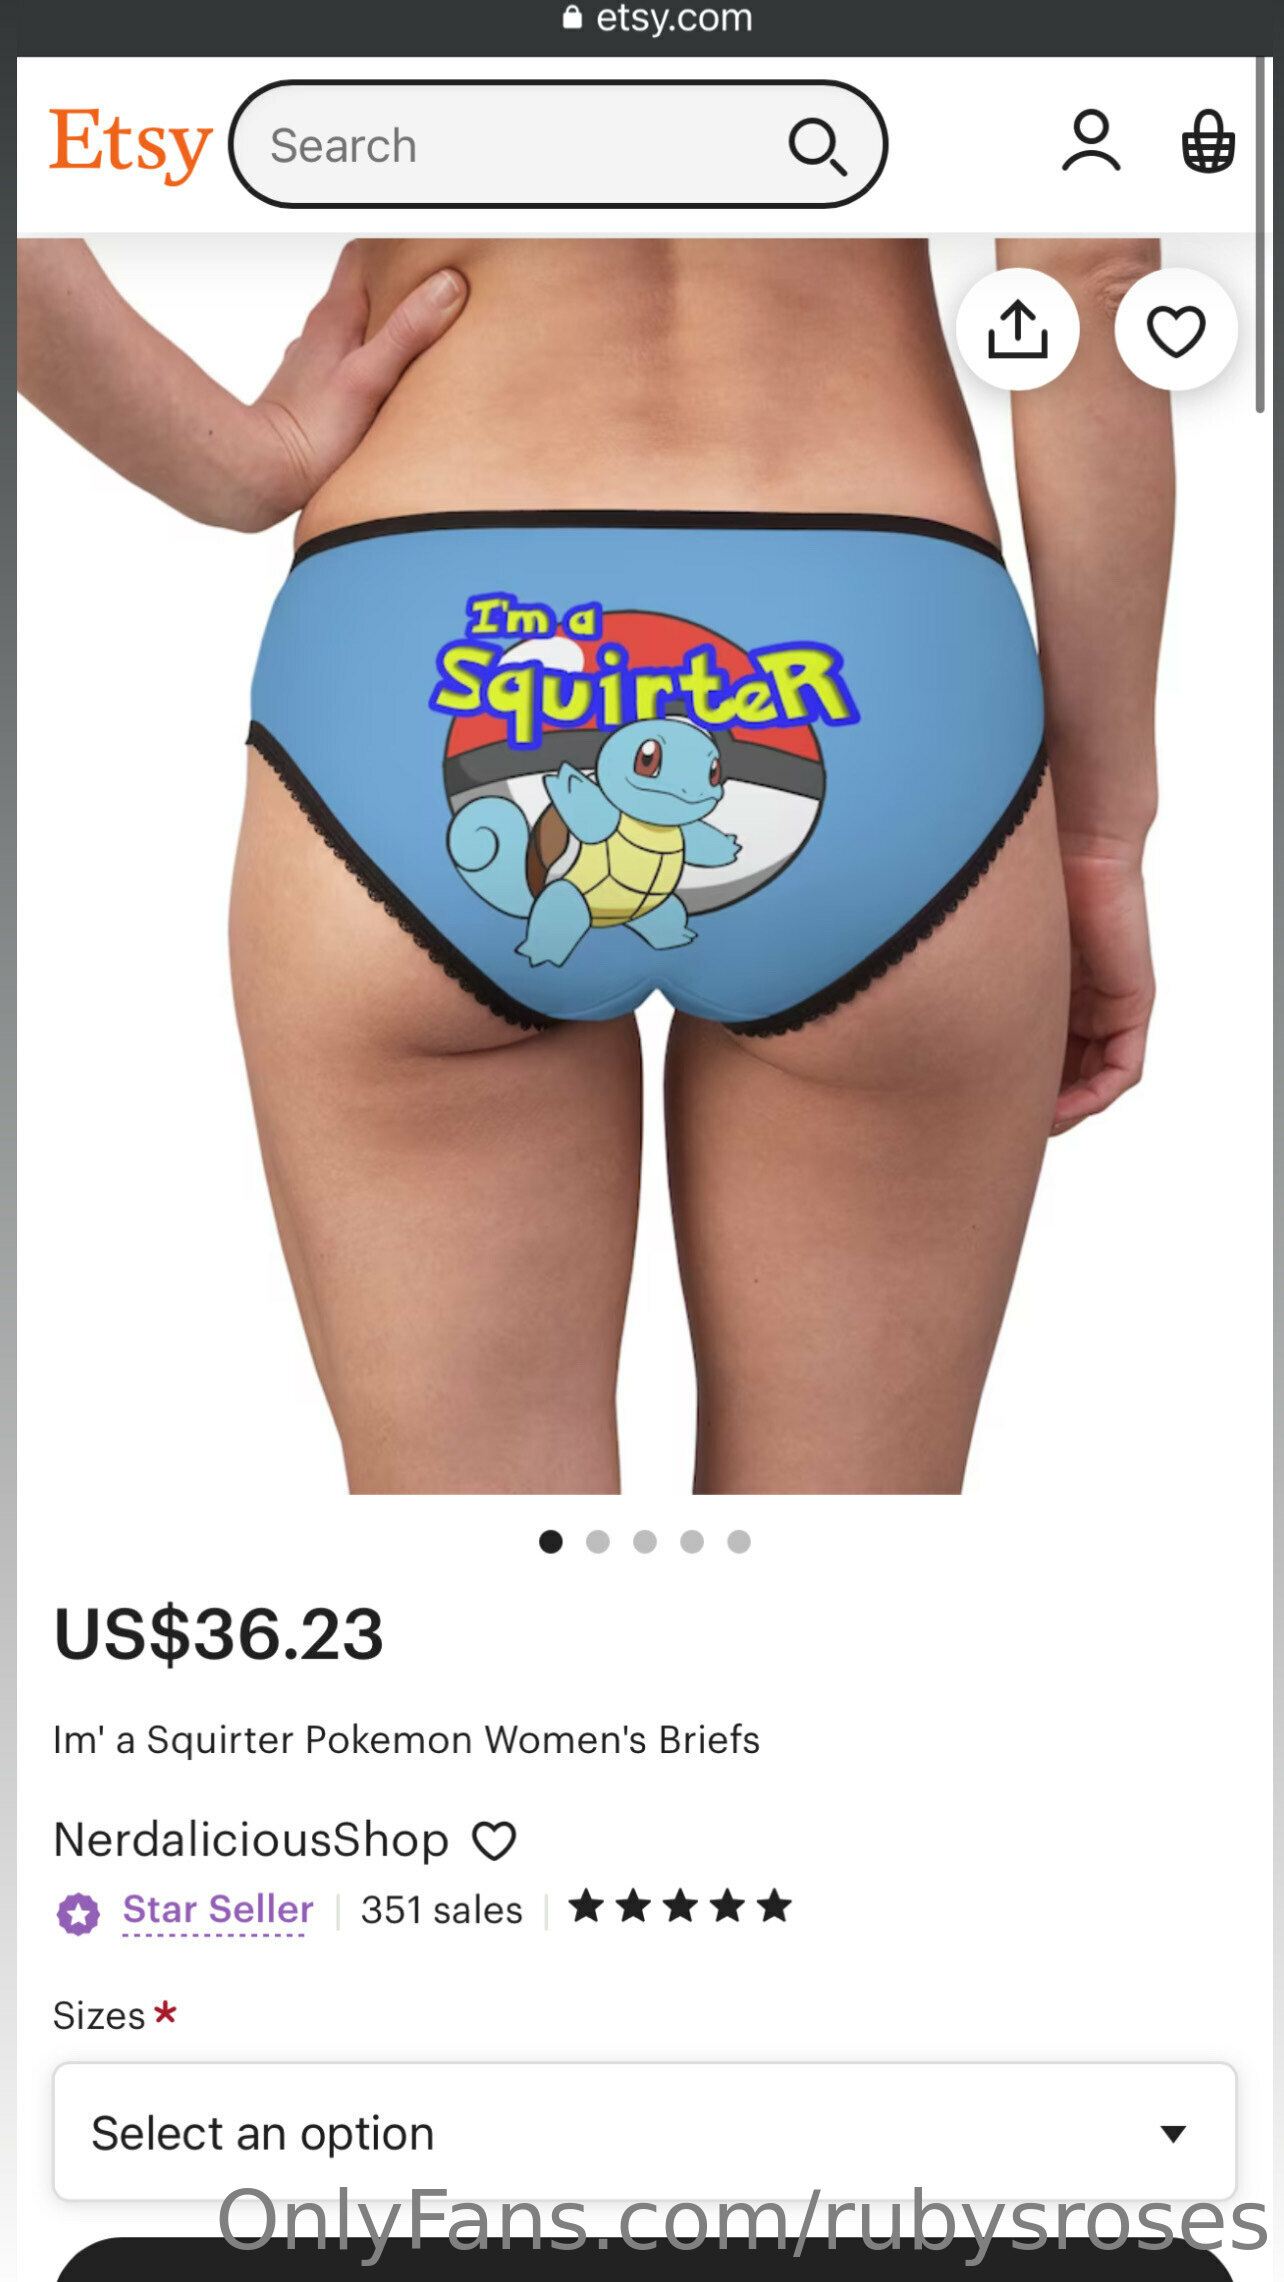 etsy.com
Etsy
Search
I'm a
SquirteR
US$36.23
Im' a Squirter Pokemon Women's Briefs
NerdaliciousShop
Star Seller
351 sales
Sizes *
Select an option
OnlyFans.com/rubysroses